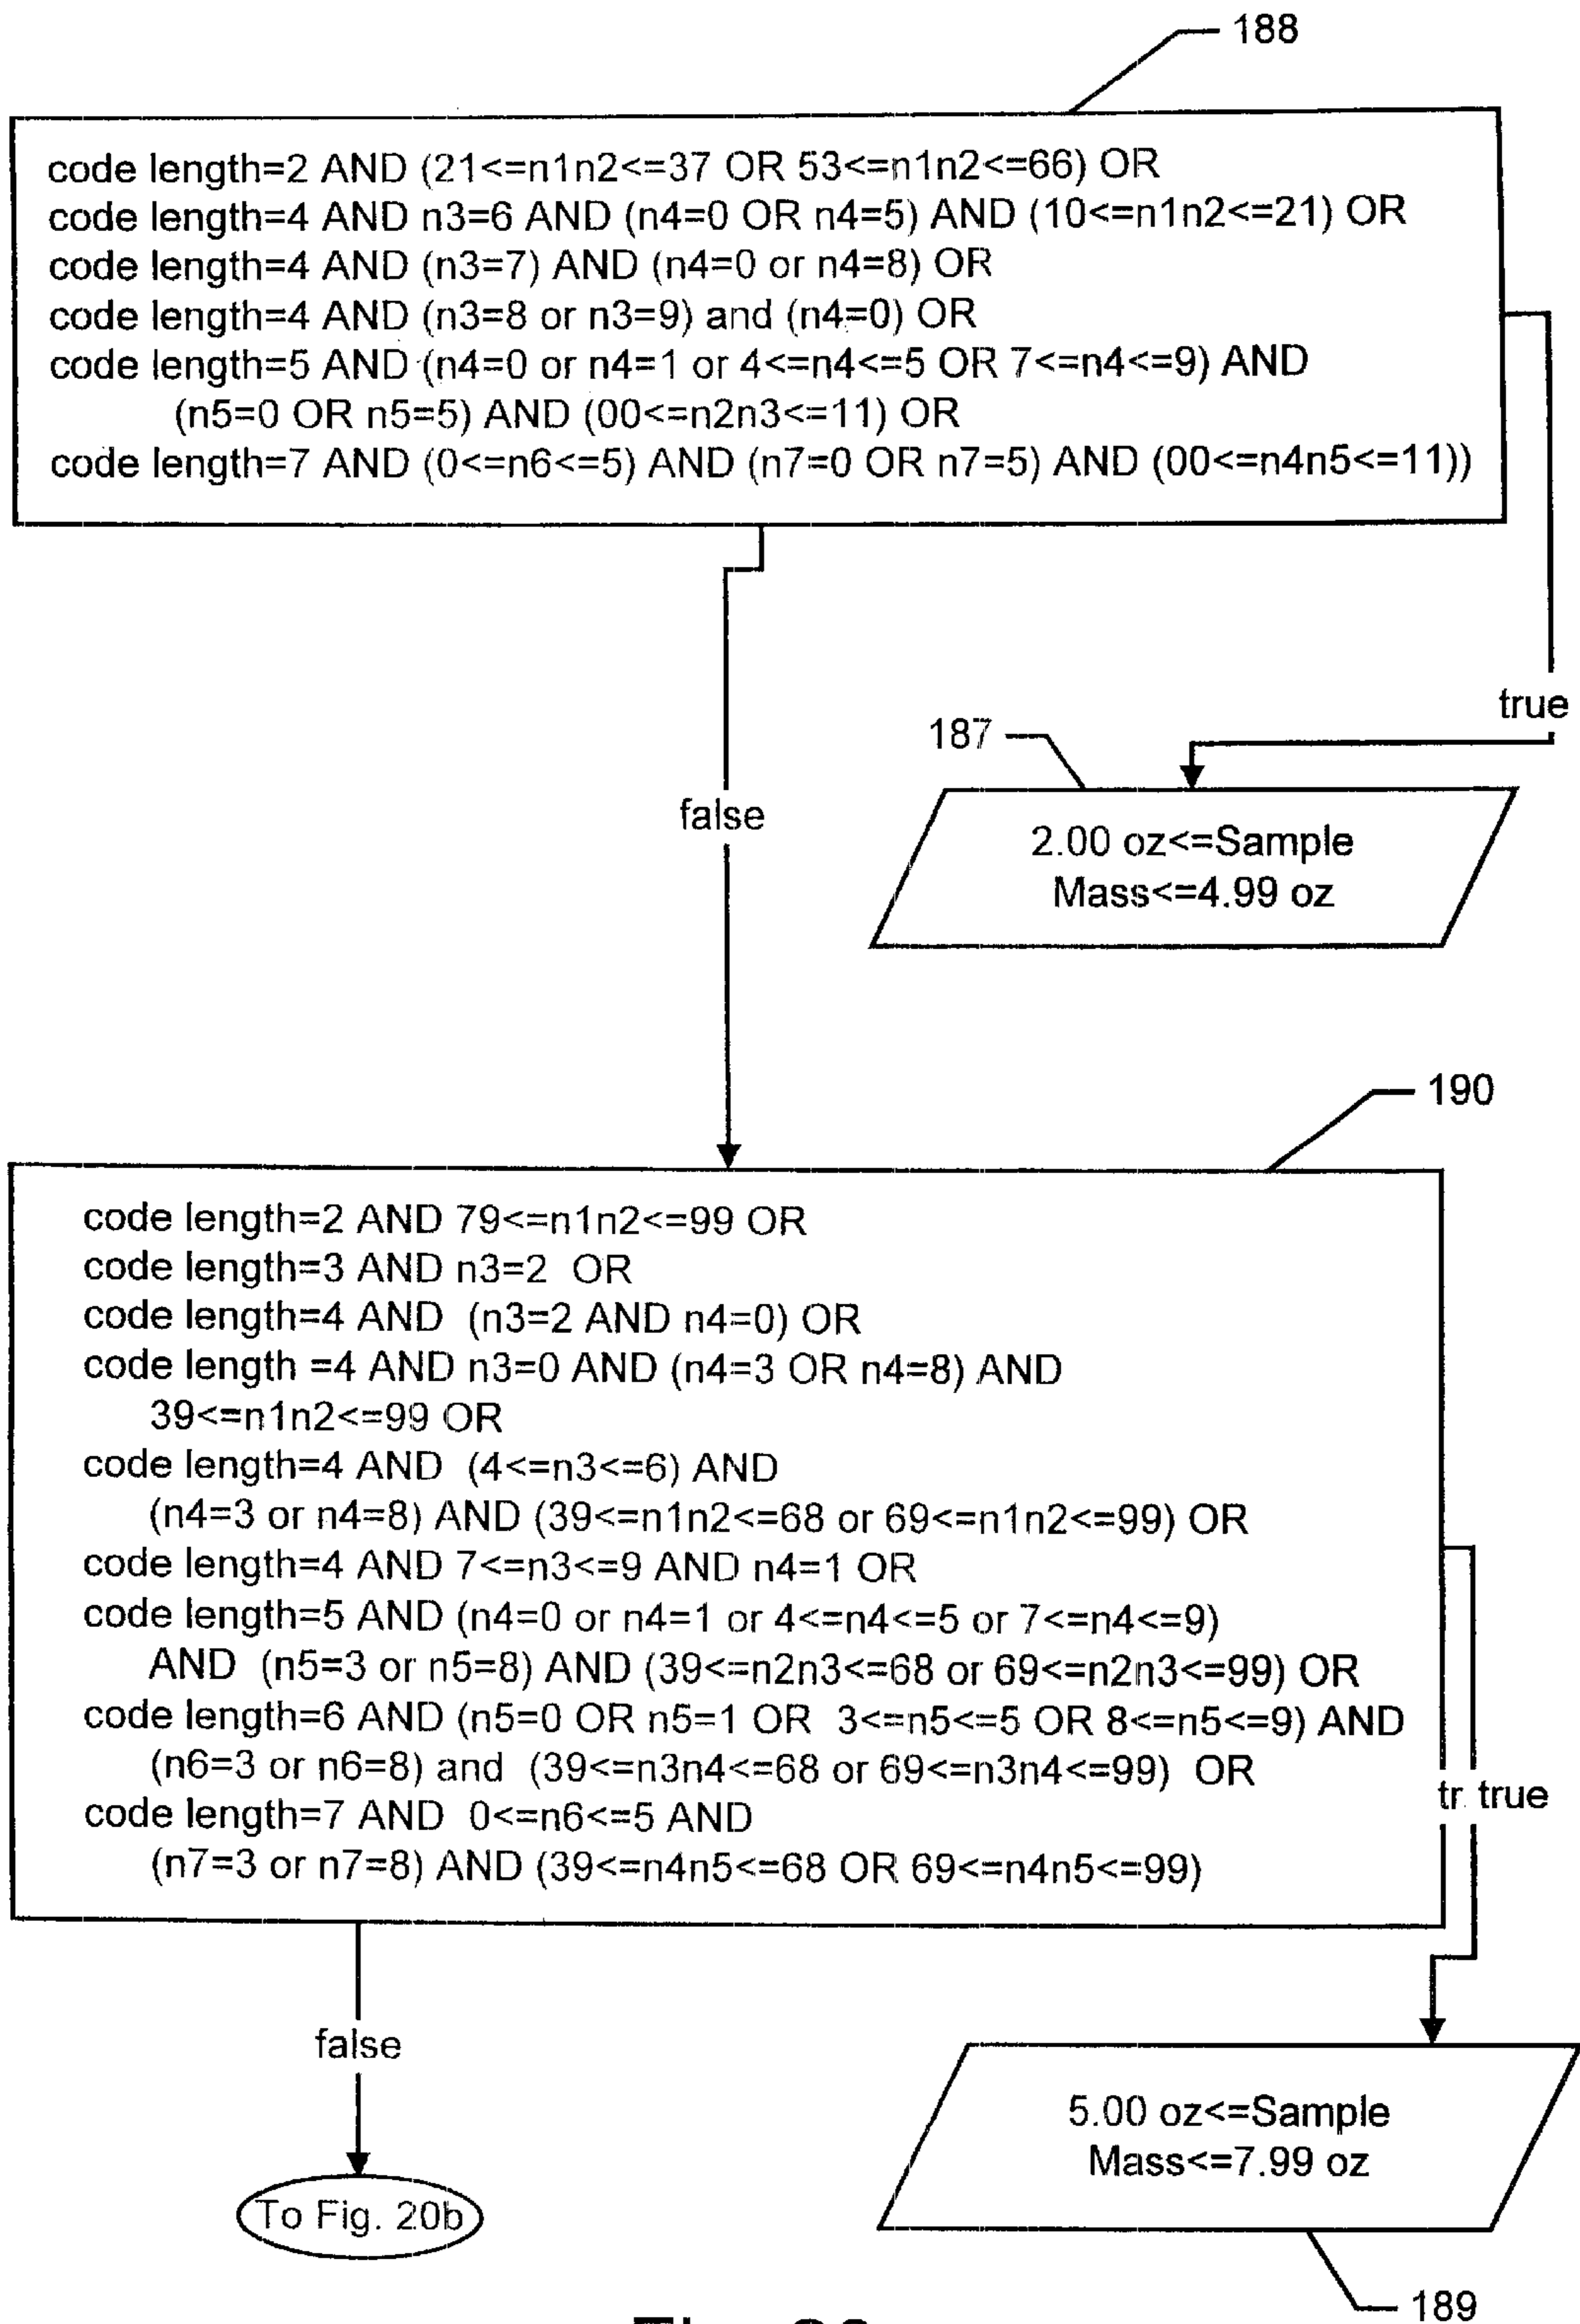 188
code length=2 AND (21<=n1n2<=37 OR 53<=n1n2<=66) OR
code length=4 AND n3=6 AND (n4=0 OR n4=5) AND (10<=n1n2<=21) OR
code length=4 AND (n3=7) AND (n4=0 or n4=8) OR
code length=4 AND (n3=8 or n3=9) and (n4=0) OR
code length=5 AND (n4=0 or n4=1 or 4<=n4<=5 OR 7<=n4<=9) AND
(n5=0 OR n5=5) AND (00<=n2n3<=11) OR
code length=7 AND (0<=n6<=5) AND (n7=0 OR n7=5) AND (00<=n4n5<=11))
true
187
false
2.00 oz<=Sample
Mass<=4.99 oz
190
code length=2 AND 79<=n1n2<=99 OR
code length=3 AND n3=2 OR
code length=4 AND (n3=2 AND n4=0) OR
code length =4 AND n3=0 AND (n4=3 OR n4=8) AND
39<=n1n2<=99 OR
code length=4 AND (4<=n3<=6) AND
(n4=3 or n4=8) AND (39<=n1n2<=68 or 69<=n1n2<=99) OR
code length=4 AND 7<=n3<=9 AND n4=1 OR
code length=5 AND (n4=0 or n4=1 or 4<=n4<=5 or 7<=n4<=9)
AND (n5=3 or n5=8) AND (39<=n2n3<=68 or 69<=n2n3<=99) OR
code length=6 AND (n5=0 OR n5=1 OR 3<=n5<=5 OR 8<=n5<=9) AND
(n6=3 or n6=8) and (39<=n3n4<=68 or 69<=n3n4<=99) OR
code length=7 AND 0<=n6<=5 AND
(n7=3 or n7=8) AND (39<=n4n5<=68 OR 69<=n4n5<=99)
tr true
false
5.00 oz<=Sample
Mass<=7.99 oz
To Fig. 20b
189